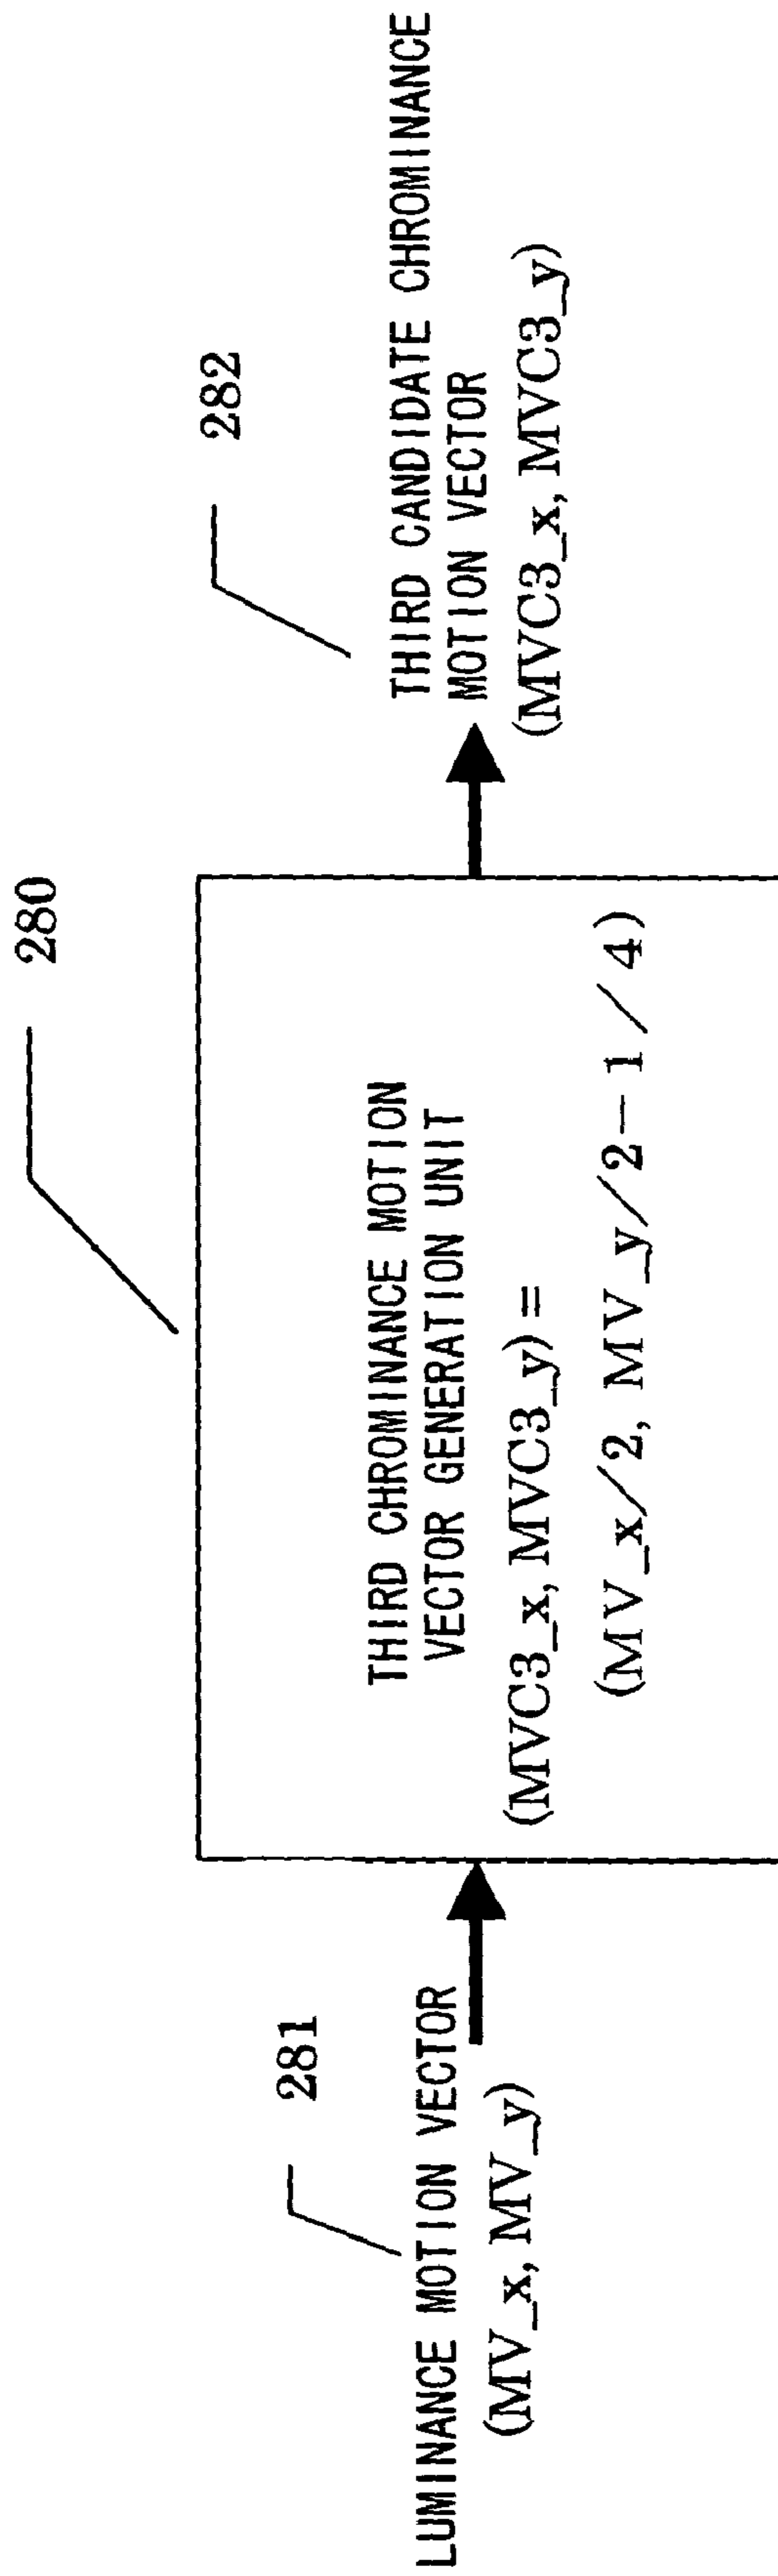 280
281
282
LUMINANCE MOTION VECTOR
(MV_x, MV_y)
THIRD CHROMINANCE MOTION
VECTOR GENERATION UNIT
(MVC3_x, MVC3_y) =
(MV_x/2, MV_y/2-1/4)
THIRD CANDIDATE CHROMINANCE
MOTION VECTOR
(MVC3_x, MVC3_y)